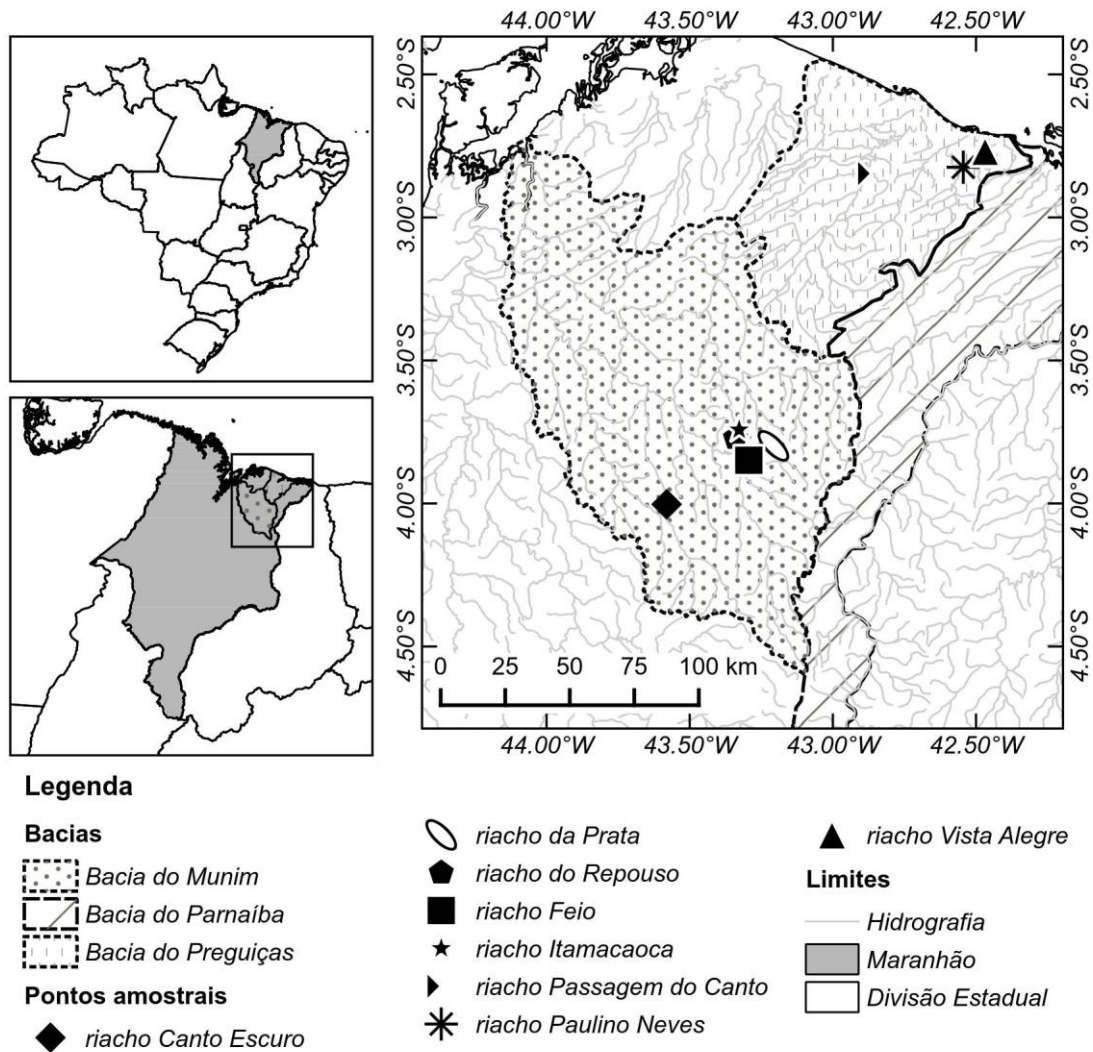 44.00°W 43.50°W 43.00°W 42.50°W
2.50°S
3.00°S
3.50°S
4.00°S
4.50°S
2.50°S
3.00°S
3.50°S
4.00°S
4.50°S
0 25 50 75 100 km
44.00°W 43.50°W 43.00°W 42.50°W
Legenda
Bacias
Bacia do Munim
Bacia do Parnaíba
Bacia do Preguiças
Pontos amostrais
riacho Canto Escuro
riacho da Prata
riacho do Repouso
riacho Feio
riacho Itamacaoca
riacho Passagem do Canto
riacho Paulino Neves
riacho Vista Alegre
Limites
Hidrografia
Maranhão
Divisão Estadual